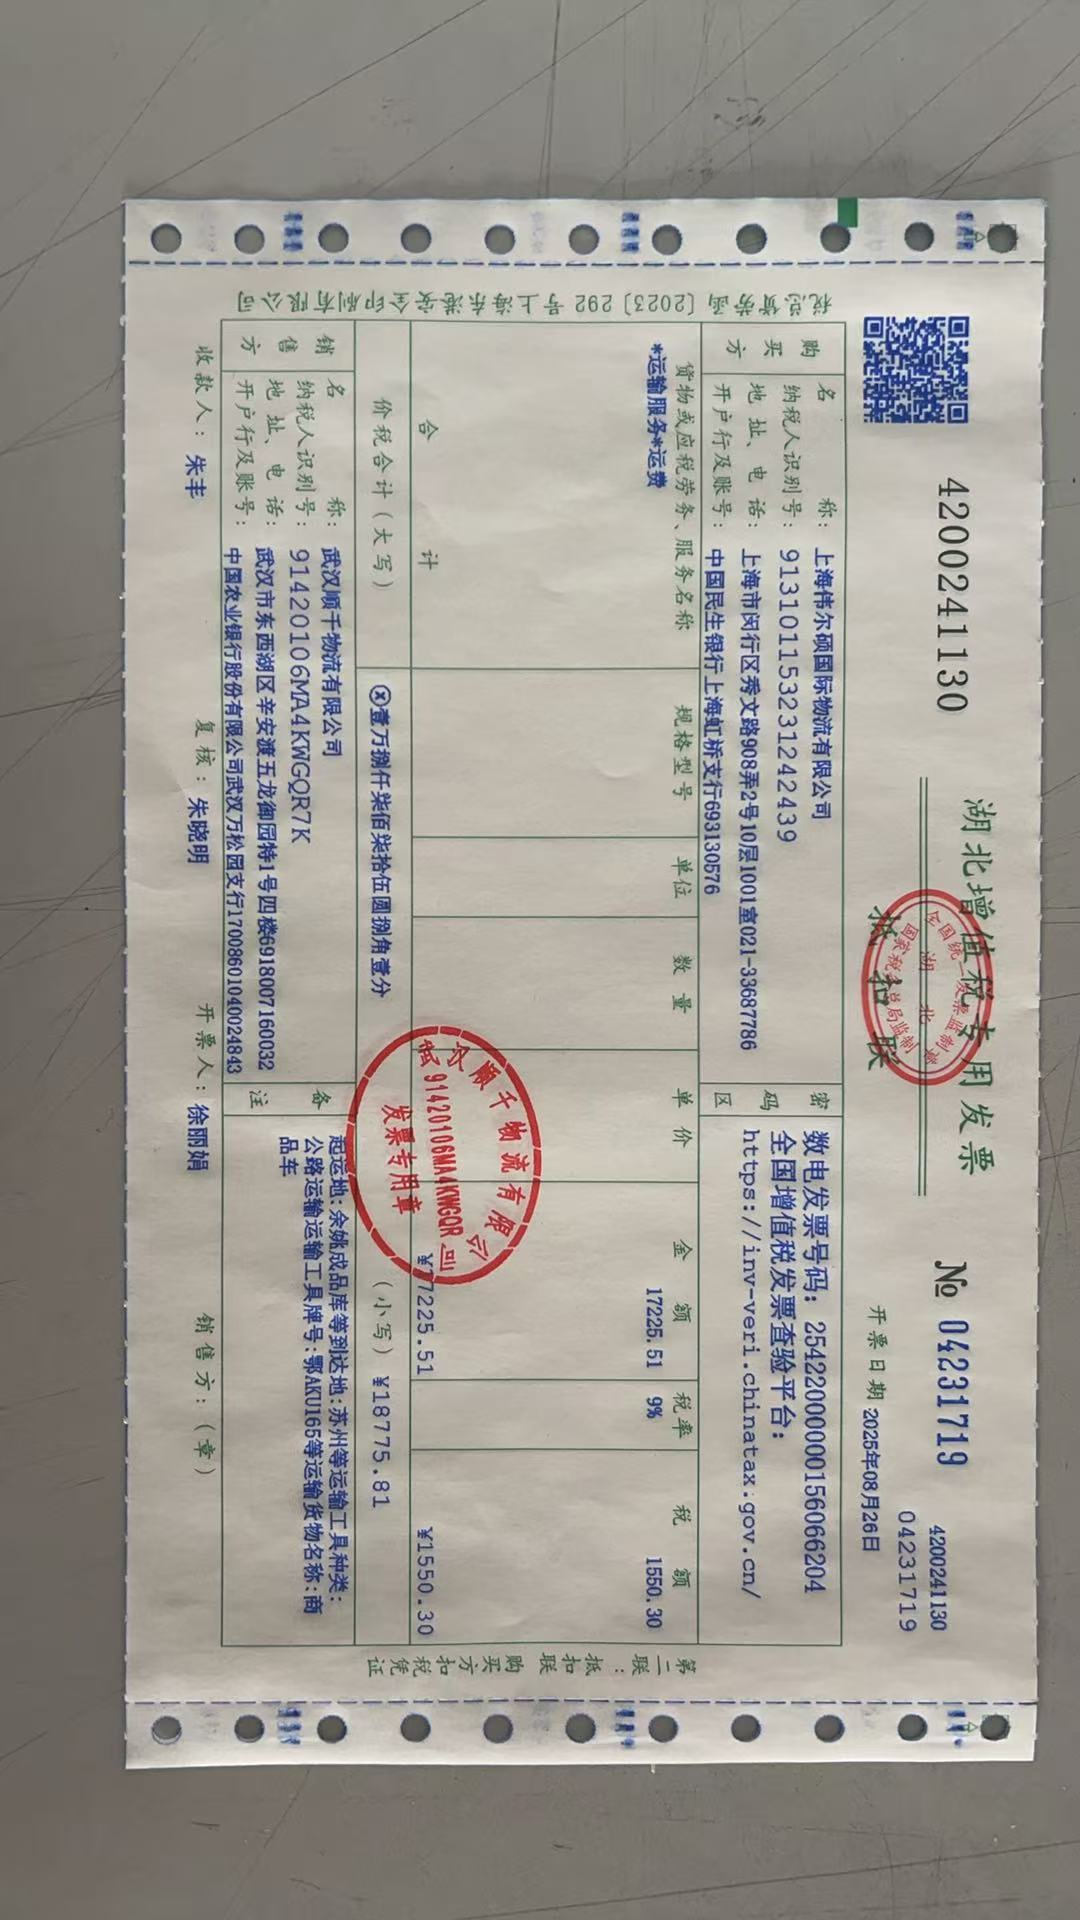 4200241130
湖北增值税专用发票
No 04231719
4200241130
04231719
抵扣联
全国统一发票监制章
湖北
国家税务总局监制
开票日期 2025年08月26日
税总货劳函〔2023〕292号上海东港安全印刷有限公司
购买方
名称: 上海伟尔硕国际物流有限公司
纳税人识别号: 913101153231242439
地址、电话: 上海市闵行区秀文路908弄2号10层1001室021-33687786
开户行及账号: 中国民生银行上海虹桥支行693130576
密码区
数电发票号码: 25422000000156066204
全国增值税发票查验平台:
https://inv-veri.chinatax.gov.cn/
货物或应税劳务、服务名称 规格型号 单位 数量 单价 金额 税率 税额
*运输服务*运费 17225.51 9% 1550.30
合计 ¥17225.51 ¥1550.30
价税合计(大写) ⊗壹万捌仟柒佰柒拾伍圆捌角壹分 (小写) ¥18775.81
销售方
名称: 武汉顺千物流有限公司
纳税人识别号: 91420106MA4KWGQR7K
地址、电话: 武汉市东西湖区辛安渡五龙御园特1号四楼6918007160032
开户行及账号: 中国农业银行股份有限公司武汉万松园支行17008601040024843
备注
起运地:余姚成品库等到达地:苏州等运输工具种类:
公路运输运输工具牌号:鄂AKU165等运输货物名称:商
品车
武汉顺千物流有限公司
发票专用章
收款人: 朱丰 复核: 朱晓明 开票人: 徐丽娟 销售方:(章)
第二联:抵扣联 购买方扣税凭证